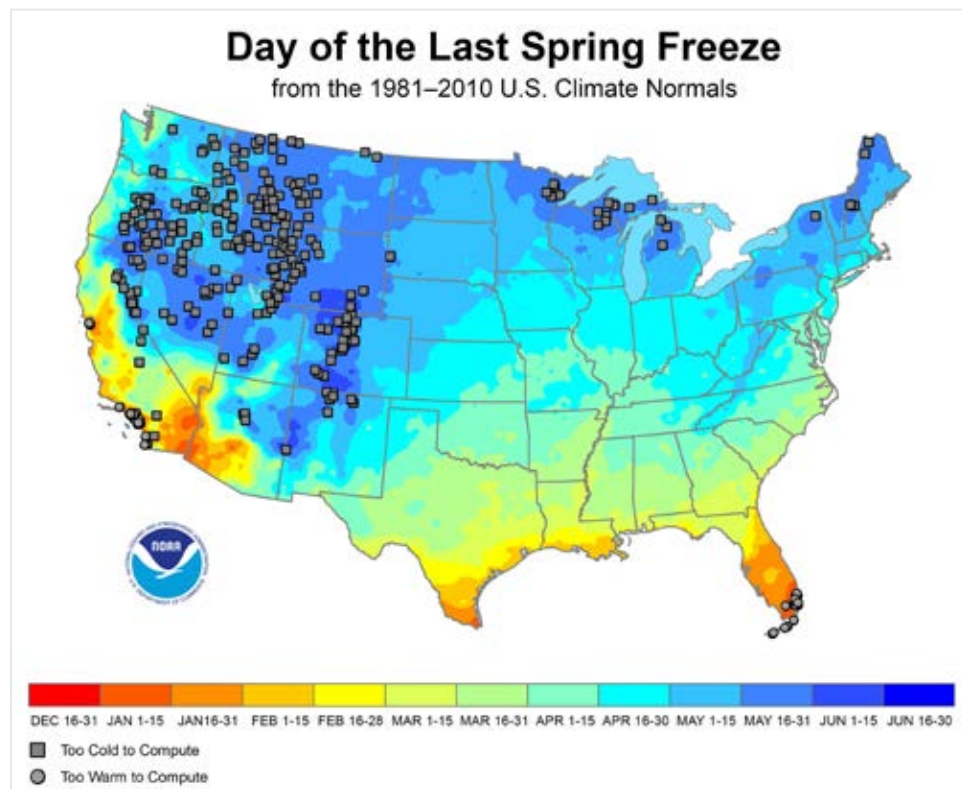 Day of the Last Spring Freeze
from the 1981–2010 U.S. Climate Normals
NOAA
DEC 16-31 JAN 1-15 JAN16-31 FEB 1-15 FEB 16-28 MAR 1-15 MAR 16-31 APR 1-15 APR 16-30 MAY 1-15 MAY 16-31 JUN 1-15 JUN 16-30
Too Cold to Compute
Too Warm to Compute